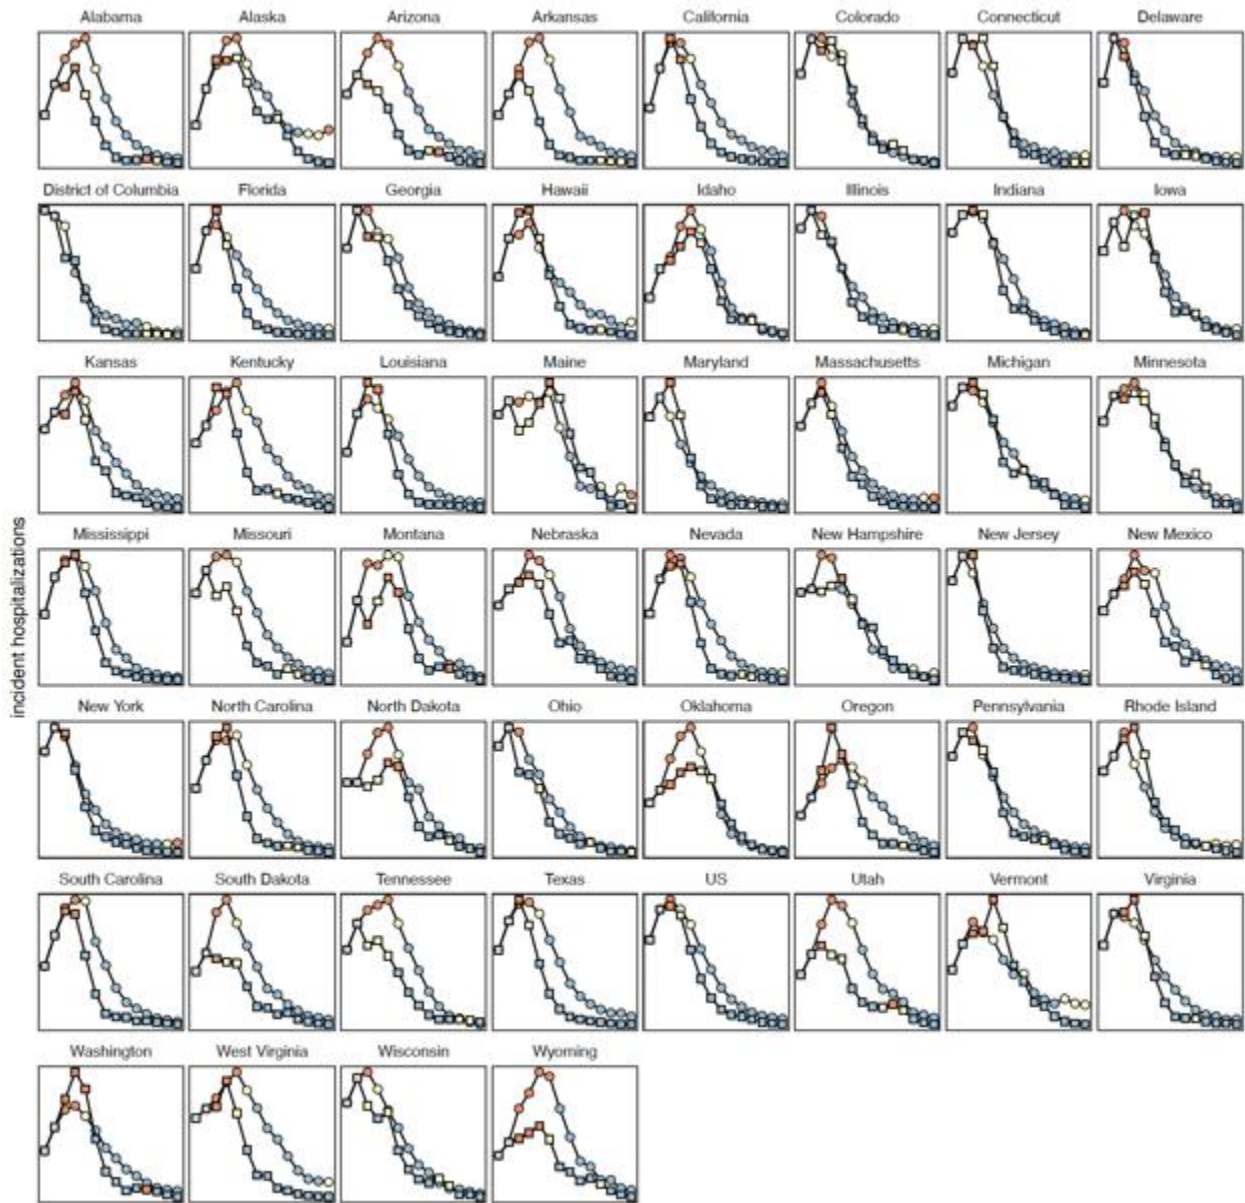 Alabama Alaska Arizona Arkansas California Colorado Connecticut Delaware
District of Columbia Florida Georgia Hawaii Idaho Illinois Indiana Iowa
Kansas Kentucky Louisiana Maine Maryland Massachusetts Michigan Minnesota
incident hospitalizations
Mississippi Missouri Montana Nebraska Nevada New Hampshire New Jersey New Mexico
New York North Carolina North Dakota Ohio Oklahoma Oregon Pennsylvania Rhode Island
South Carolina South Dakota Tennessee Texas US Utah Vermont Virginia
Washington West Virginia Wisconsin Wyoming